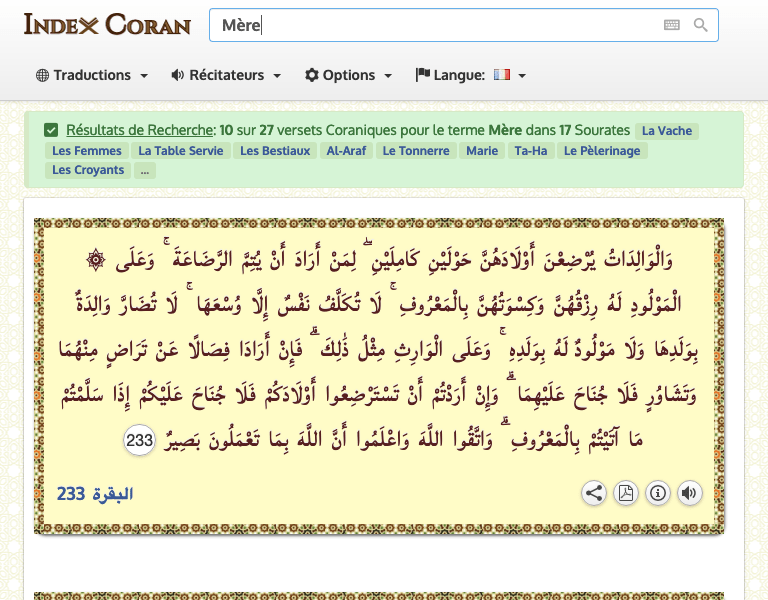 INDEX CORAN
Mère
Traductions
Récitateurs
Options
Langue:
Résultats de Recherche: 10 sur 27 versets Coraniques pour le terme Mère dans 17 Sourates La Vache
Les Femmes La Table Servie Les Bestiaux Al-Araf Le Tonnerre Marie Ta-Ha Le Pèlerinage
Les Croyants ...
۞ وَالْوَالِدَاتُ يُرْضِعْنَ أَوْلَادَهُنَّ حَوْلَيْنِ كَامِلَيْنِ ۖ لِمَنْ أَرَادَ أَنْ يُتِمَّ الرَّضَاعَةَ ۚ وَعَلَى
الْمَوْلُودِ لَهُ رِزْقُهُنَّ وَكِسْوَتُهُنَّ بِالْمَعْرُوفِ ۚ لَا تُكَلَّفُ نَفْسٌ إِلَّا وُسْعَهَا ۚ لَا تُضَارَّ وَالِدَةٌ
بِوَلَدِهَا وَلَا مَوْلُودٌ لَهُ بِوَلَدِهِ ۚ وَعَلَى الْوَارِثِ مِثْلُ ذَٰلِكَ ۗ فَإِنْ أَرَادَا فِصَالًا عَنْ تَرَاضٍ مِنْهُمَا
وَتَشَاوُرٍ فَلَا جُنَاحَ عَلَيْهِمَا ۗ وَإِنْ أَرَدْتُمْ أَنْ تَسْتَرْضِعُوا أَوْلَادَكُمْ فَلَا جُنَاحَ عَلَيْكُمْ إِذَا سَلَّمْتُمْ
مَا آتَيْتُمْ بِالْمَعْرُوفِ ۗ وَاتَّقُوا اللَّهَ وَاعْلَمُوا أَنَّ اللَّهَ بِمَا تَعْمَلُونَ بَصِيرٌ 233
البقرة 233